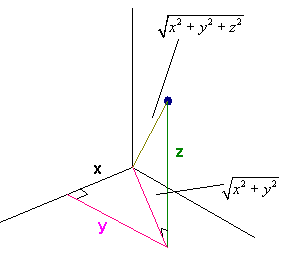 √(x² + y² + z²)
x
z
√(x² + y²)
y